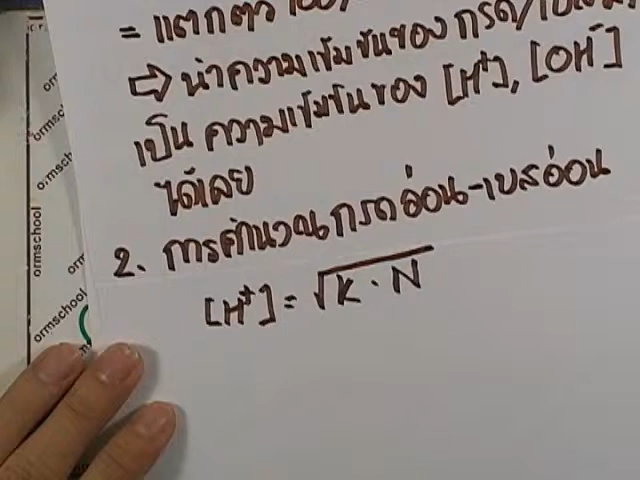 = แตกตัว 100%
⇨ นำความเข้มข้นของ กรด/เบส
เป็น ความเข้มข้นของ [H⁺], [OH⁻]
ได้เลย
2. การคำนวณ กรดอ่อน-เบสอ่อน
[H⁺] = √K · N
ormschool
ormschool
ormschool